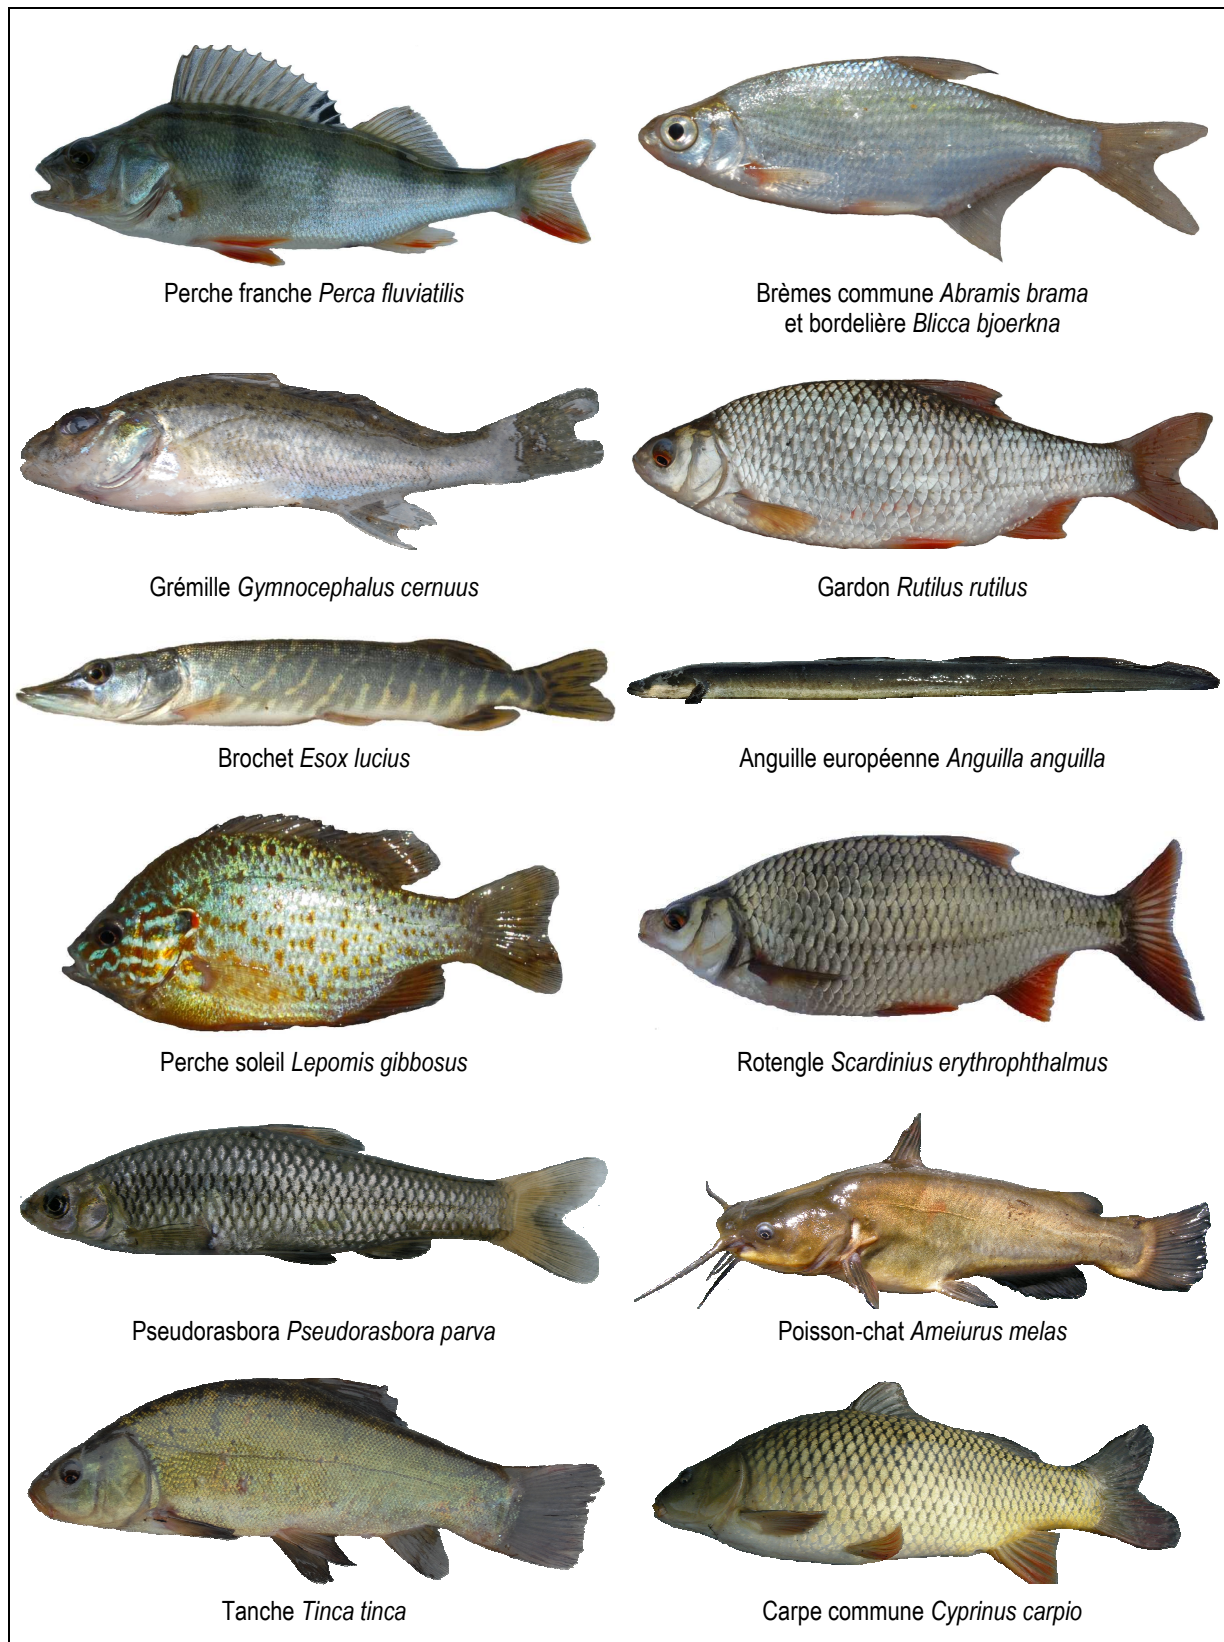 Perche franche Perca fluviatilis
Brèmes commune Abramis brama
et bordelière Blicca bjoerkna
Grémille Gymnocephalus cernuus
Gardon Rutilus rutilus
Brochet Esox lucius
Anguille européenne Anguilla anguilla
Perche soleil Lepomis gibbosus
Rotengle Scardinius erythrophthalmus
Pseudorasbora Pseudorasbora parva
Poisson-chat Ameiurus melas
Tanche Tinca tinca
Carpe commune Cyprinus carpio